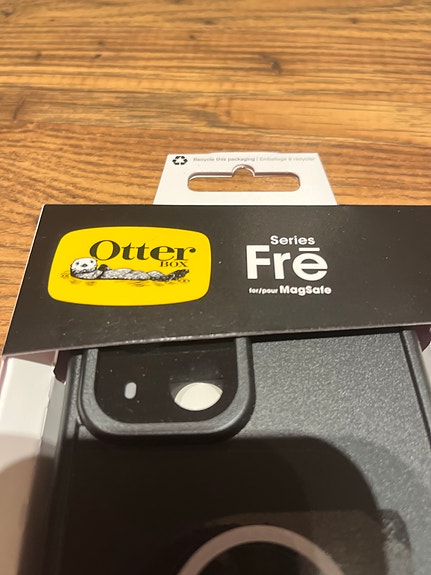 Recycle this packaging | Emballage à recycler
Otter
BOX
Series
Frē
for/pour MagSafe